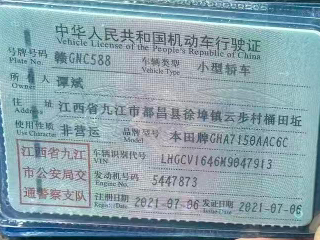 中华人民共和国机动车行驶证
Vehicle License of the People's Republic of China
号牌号码 赣GNC588 车辆类型 小型轿车
Plate No. Vehicle Type
所有人 谭斌
Owner
住址 江西省九江市都昌县徐埠镇云步村桶田坵
Address
使用性质 非营运 品牌型号 本田牌GHA7150AAC6C
Use Character Model
江西省九江市公安局交通警察支队
车辆识别代号 LHGCV1646M9047913
VIN
发动机号码 5447873
Engine No.
注册日期 2021-07-06 发证日期 2021-07-06
Register Date Issue Date